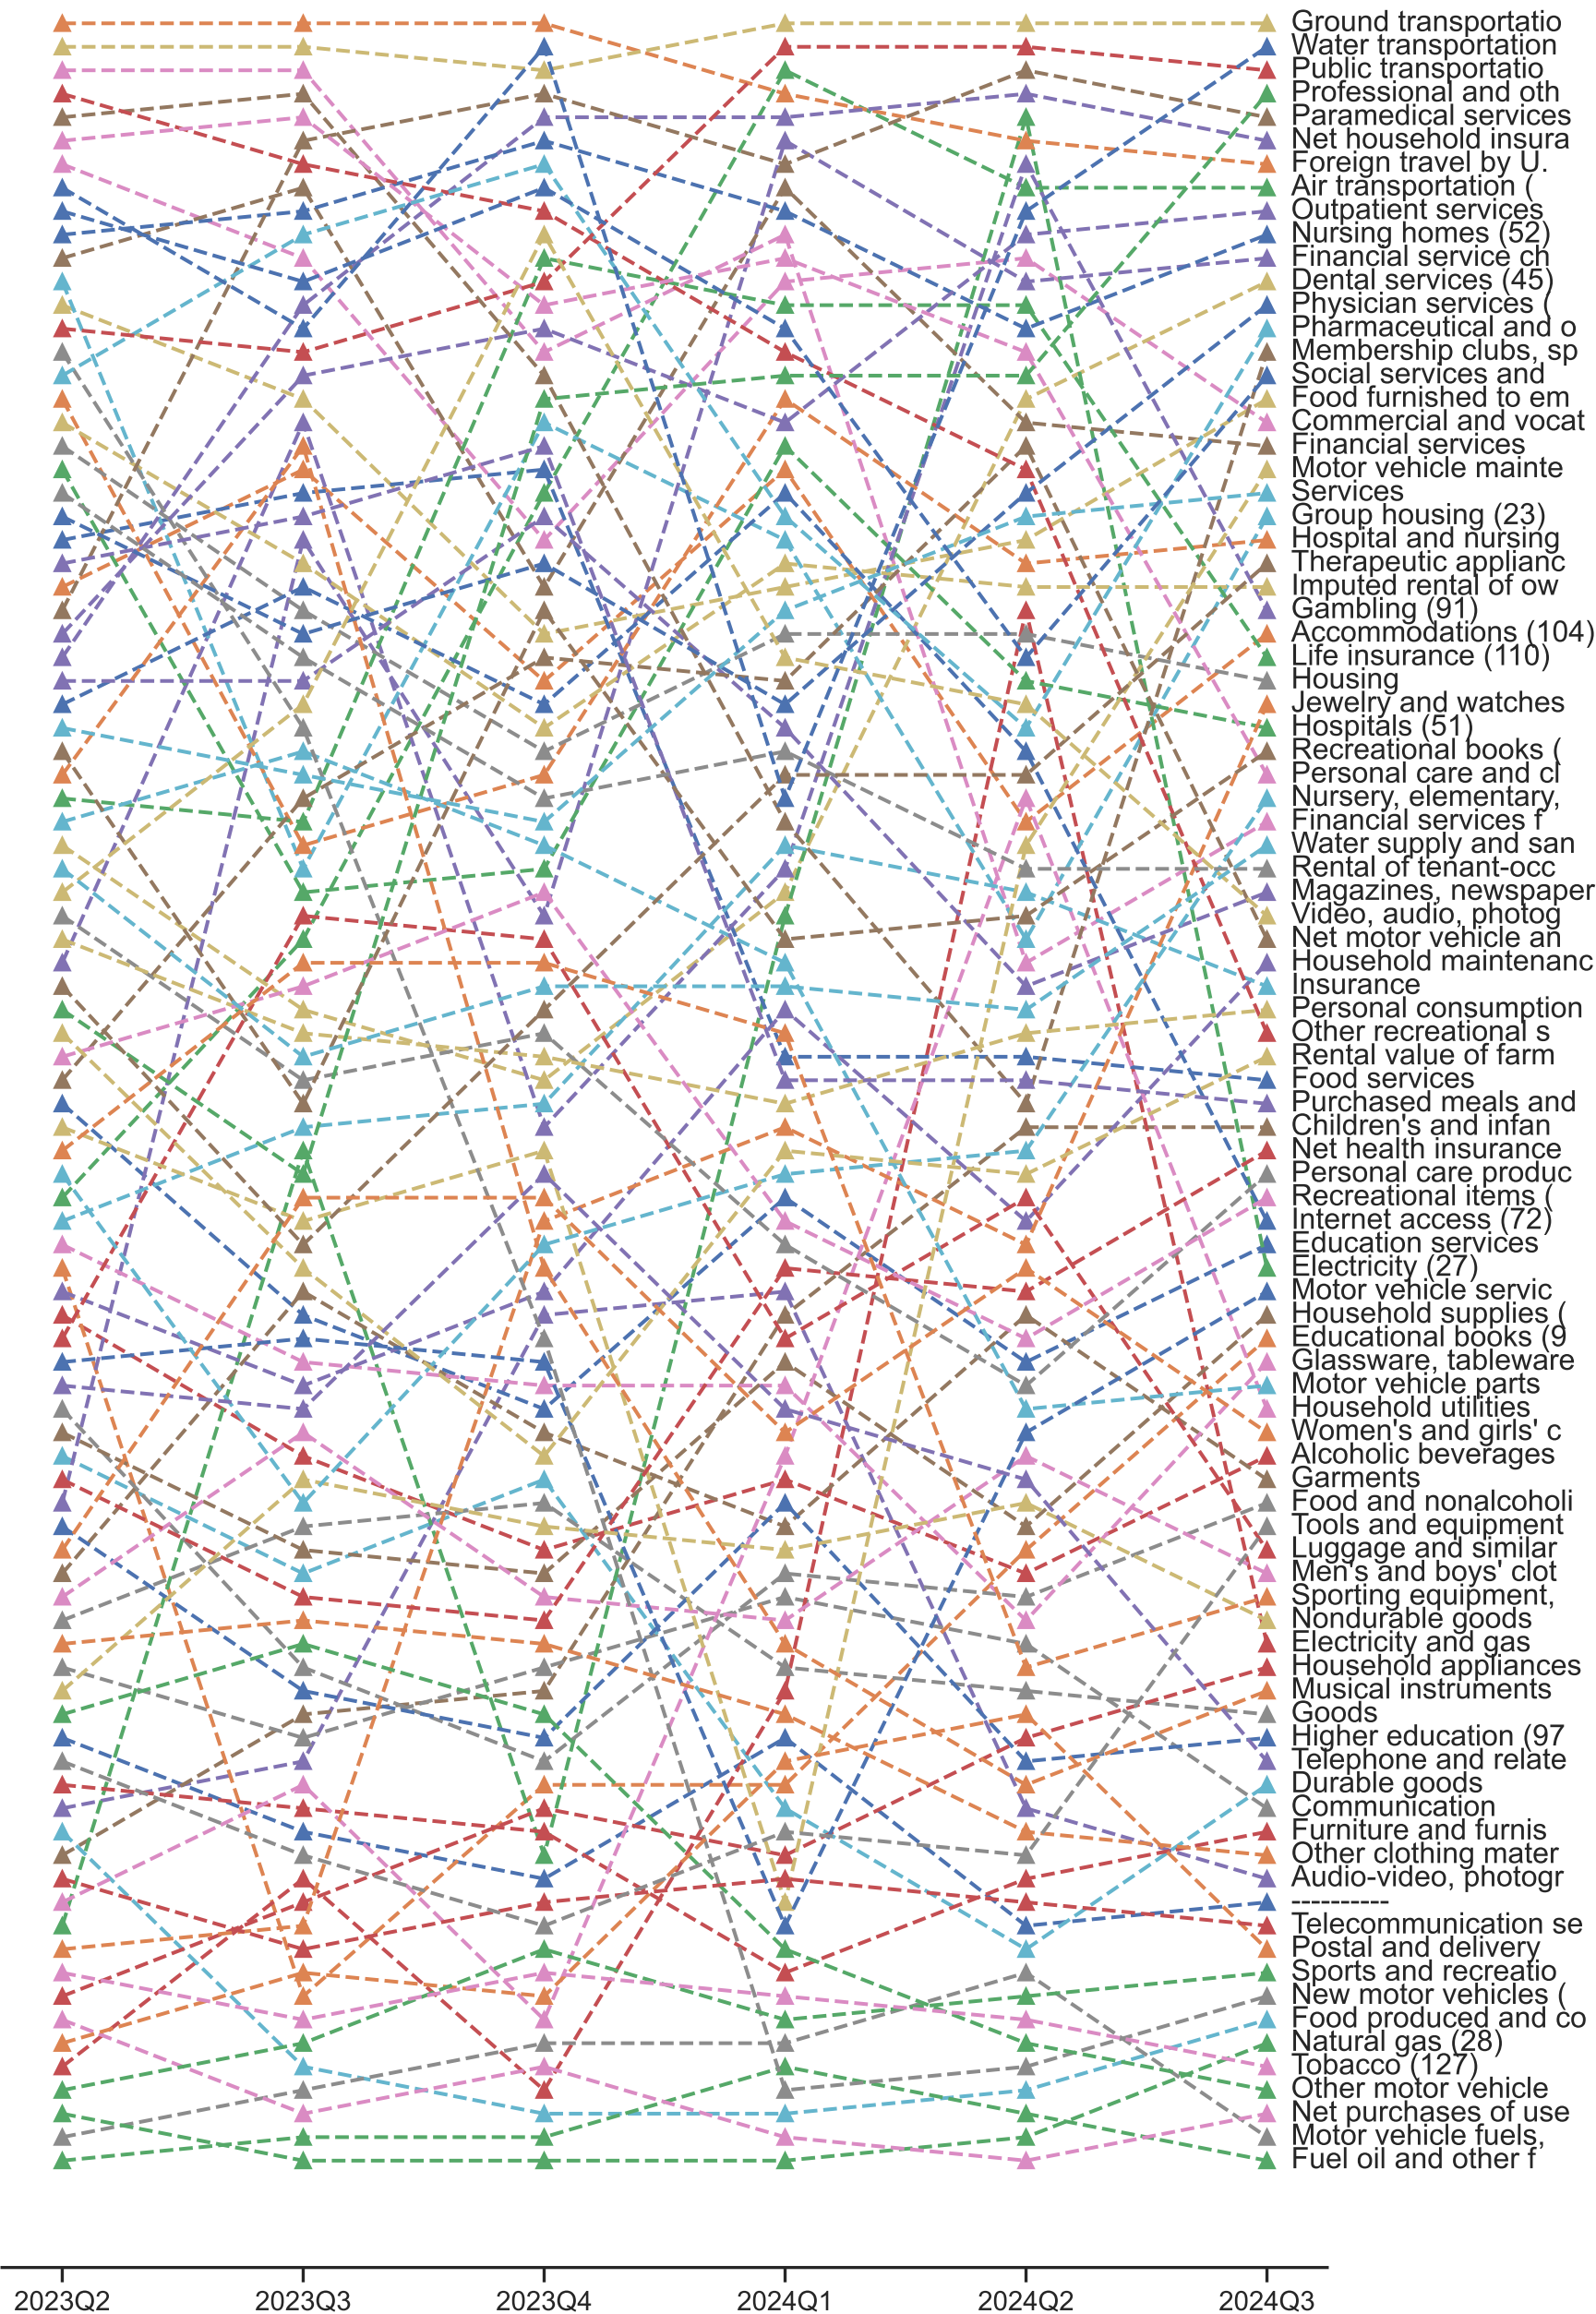 Ground transportatio
Water transportation
Public transportatio
Professional and oth
Paramedical services
Net household insura
Foreign travel by U.
Air transportation (
Outpatient services
Nursing homes (52)
Financial service ch
Dental services (45)
Physician services (
Pharmaceutical and o
Membership clubs, sp
Social services and
Food furnished to em
Commercial and vocat
Financial services
Motor vehicle mainte
Services
Group housing (23)
Hospital and nursing
Therapeutic applianc
Imputed rental of ow
Gambling (91)
Accommodations (104)
Life insurance (110)
Housing
Jewelry and watches
Hospitals (51)
Recreational books (
Personal care and cl
Nursery, elementary,
Financial services f
Water supply and san
Rental of tenant-occ
Magazines, newspaper
Video, audio, photog
Net motor vehicle an
Household maintenanc
Insurance
Personal consumption
Other recreational s
Rental value of farm
Food services
Purchased meals and
Children's and infan
Net health insurance
Personal care produc
Recreational items (
Internet access (72)
Education services
Electricity (27)
Motor vehicle servic
Household supplies (
Educational books (9
Glassware, tableware
Motor vehicle parts
Household utilities
Women's and girls' c
Alcoholic beverages
Garments
Food and nonalcoholi
Tools and equipment
Luggage and similar
Men's and boys' clot
Sporting equipment,
Nondurable goods
Electricity and gas
Household appliances
Musical instruments
Goods
Higher education (97
Telephone and relate
Durable goods
Communication
Furniture and furnis
Other clothing mater
Audio-video, photogr
----------
Telecommunication se
Postal and delivery
Sports and recreatio
New motor vehicles (
Food produced and co
Natural gas (28)
Tobacco (127)
Other motor vehicle
Net purchases of use
Motor vehicle fuels,
Fuel oil and other f
2023Q2 2023Q3 2023Q4 2024Q1 2024Q2 2024Q3